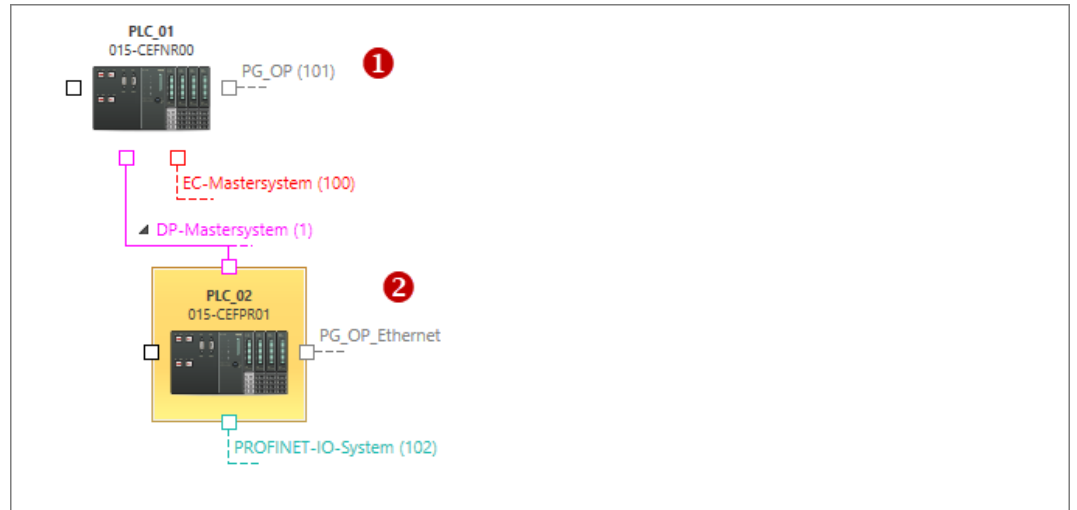 PLC_01
015-CEFNR00
PG_OP (101)
1
EC-Mastersystem (100)
DP-Mastersystem (1)
2
PLC_02
015-CEFPR01
PG_OP_Ethernet
PROFINET-IO-System (102)